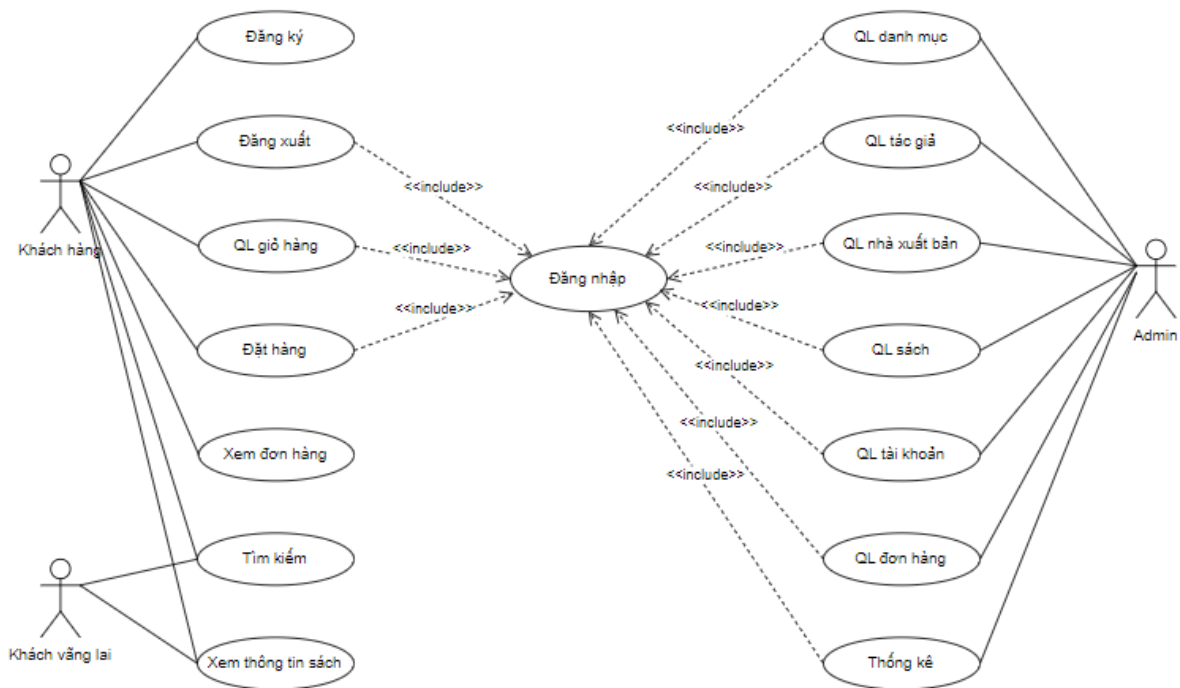 Đăng ký
QL danh mục
<<include>>
Đăng xuất
QL tác giả
<<include>>
<<include>>
Khách hàng
QL giỏ hàng
<<include>>
<<include>>
QL nhà xuất bản
Đăng nhập
<<include>>
<<include>>
Admin
Đặt hàng
QL sách
<<include>>
<<include>>
Xem đơn hàng
QL tài khoản
<<include>>
Tìm kiếm
QL đơn hàng
Khách vãng lai
Xem thông tin sách
Thống kê